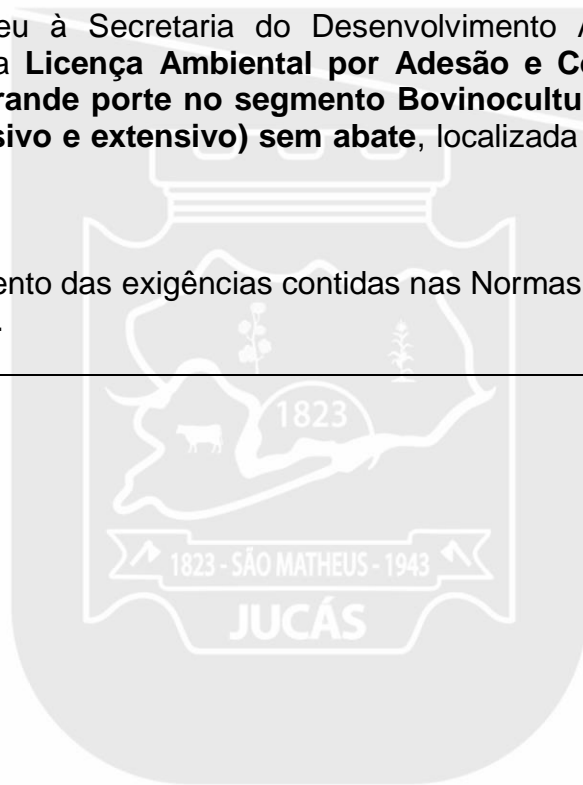 eu à Secretaria do Desenvolvimento A
a Licença Ambiental por Adesão e Co
rande porte no segmento Bovinocultu
sivo e extensivo) sem abate, localizada
ento das exigências contidas nas Normas
.
1823
1823 - SÃO MATHEUS - 1943
JUCÁS